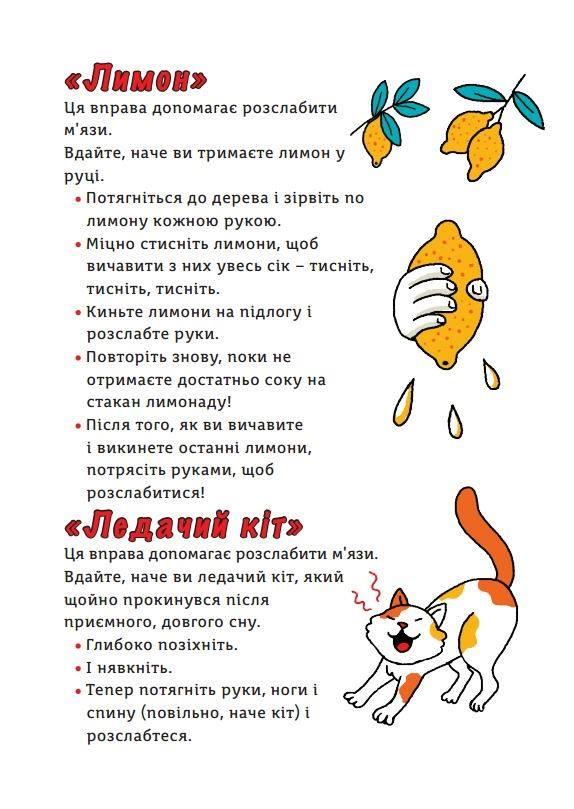 «Лимон»
Ця вправа допомагає розслабити
м'язи.
Вдайте, наче ви тримаєте лимон у
руці.
• Потягніться до дерева і зірвіть по
лимону кожною рукою.
• Міцно стисніть лимони, щоб
вичавити з них увесь сік – тисніть,
тисніть, тисніть.
• Киньте лимони на підлогу і
розслабте руки.
• Повторіть знову, поки не
отримаєте достатньо соку на
стакан лимонаду!
• Після того, як ви вичавите
і викинете останні лимони,
потрясіть руками, щоб
розслабитися!
«Ледачий кіт»
Ця вправа допомагає розслабити м'язи.
Вдайте, наче ви ледачий кіт, який
щойно прокинувся після
приємного, довгого сну.
• Глибоко позіхніть.
• І нявкніть.
• Тепер потягніть руки, ноги і
спину (повільно, наче кіт) і
розслабтеся.